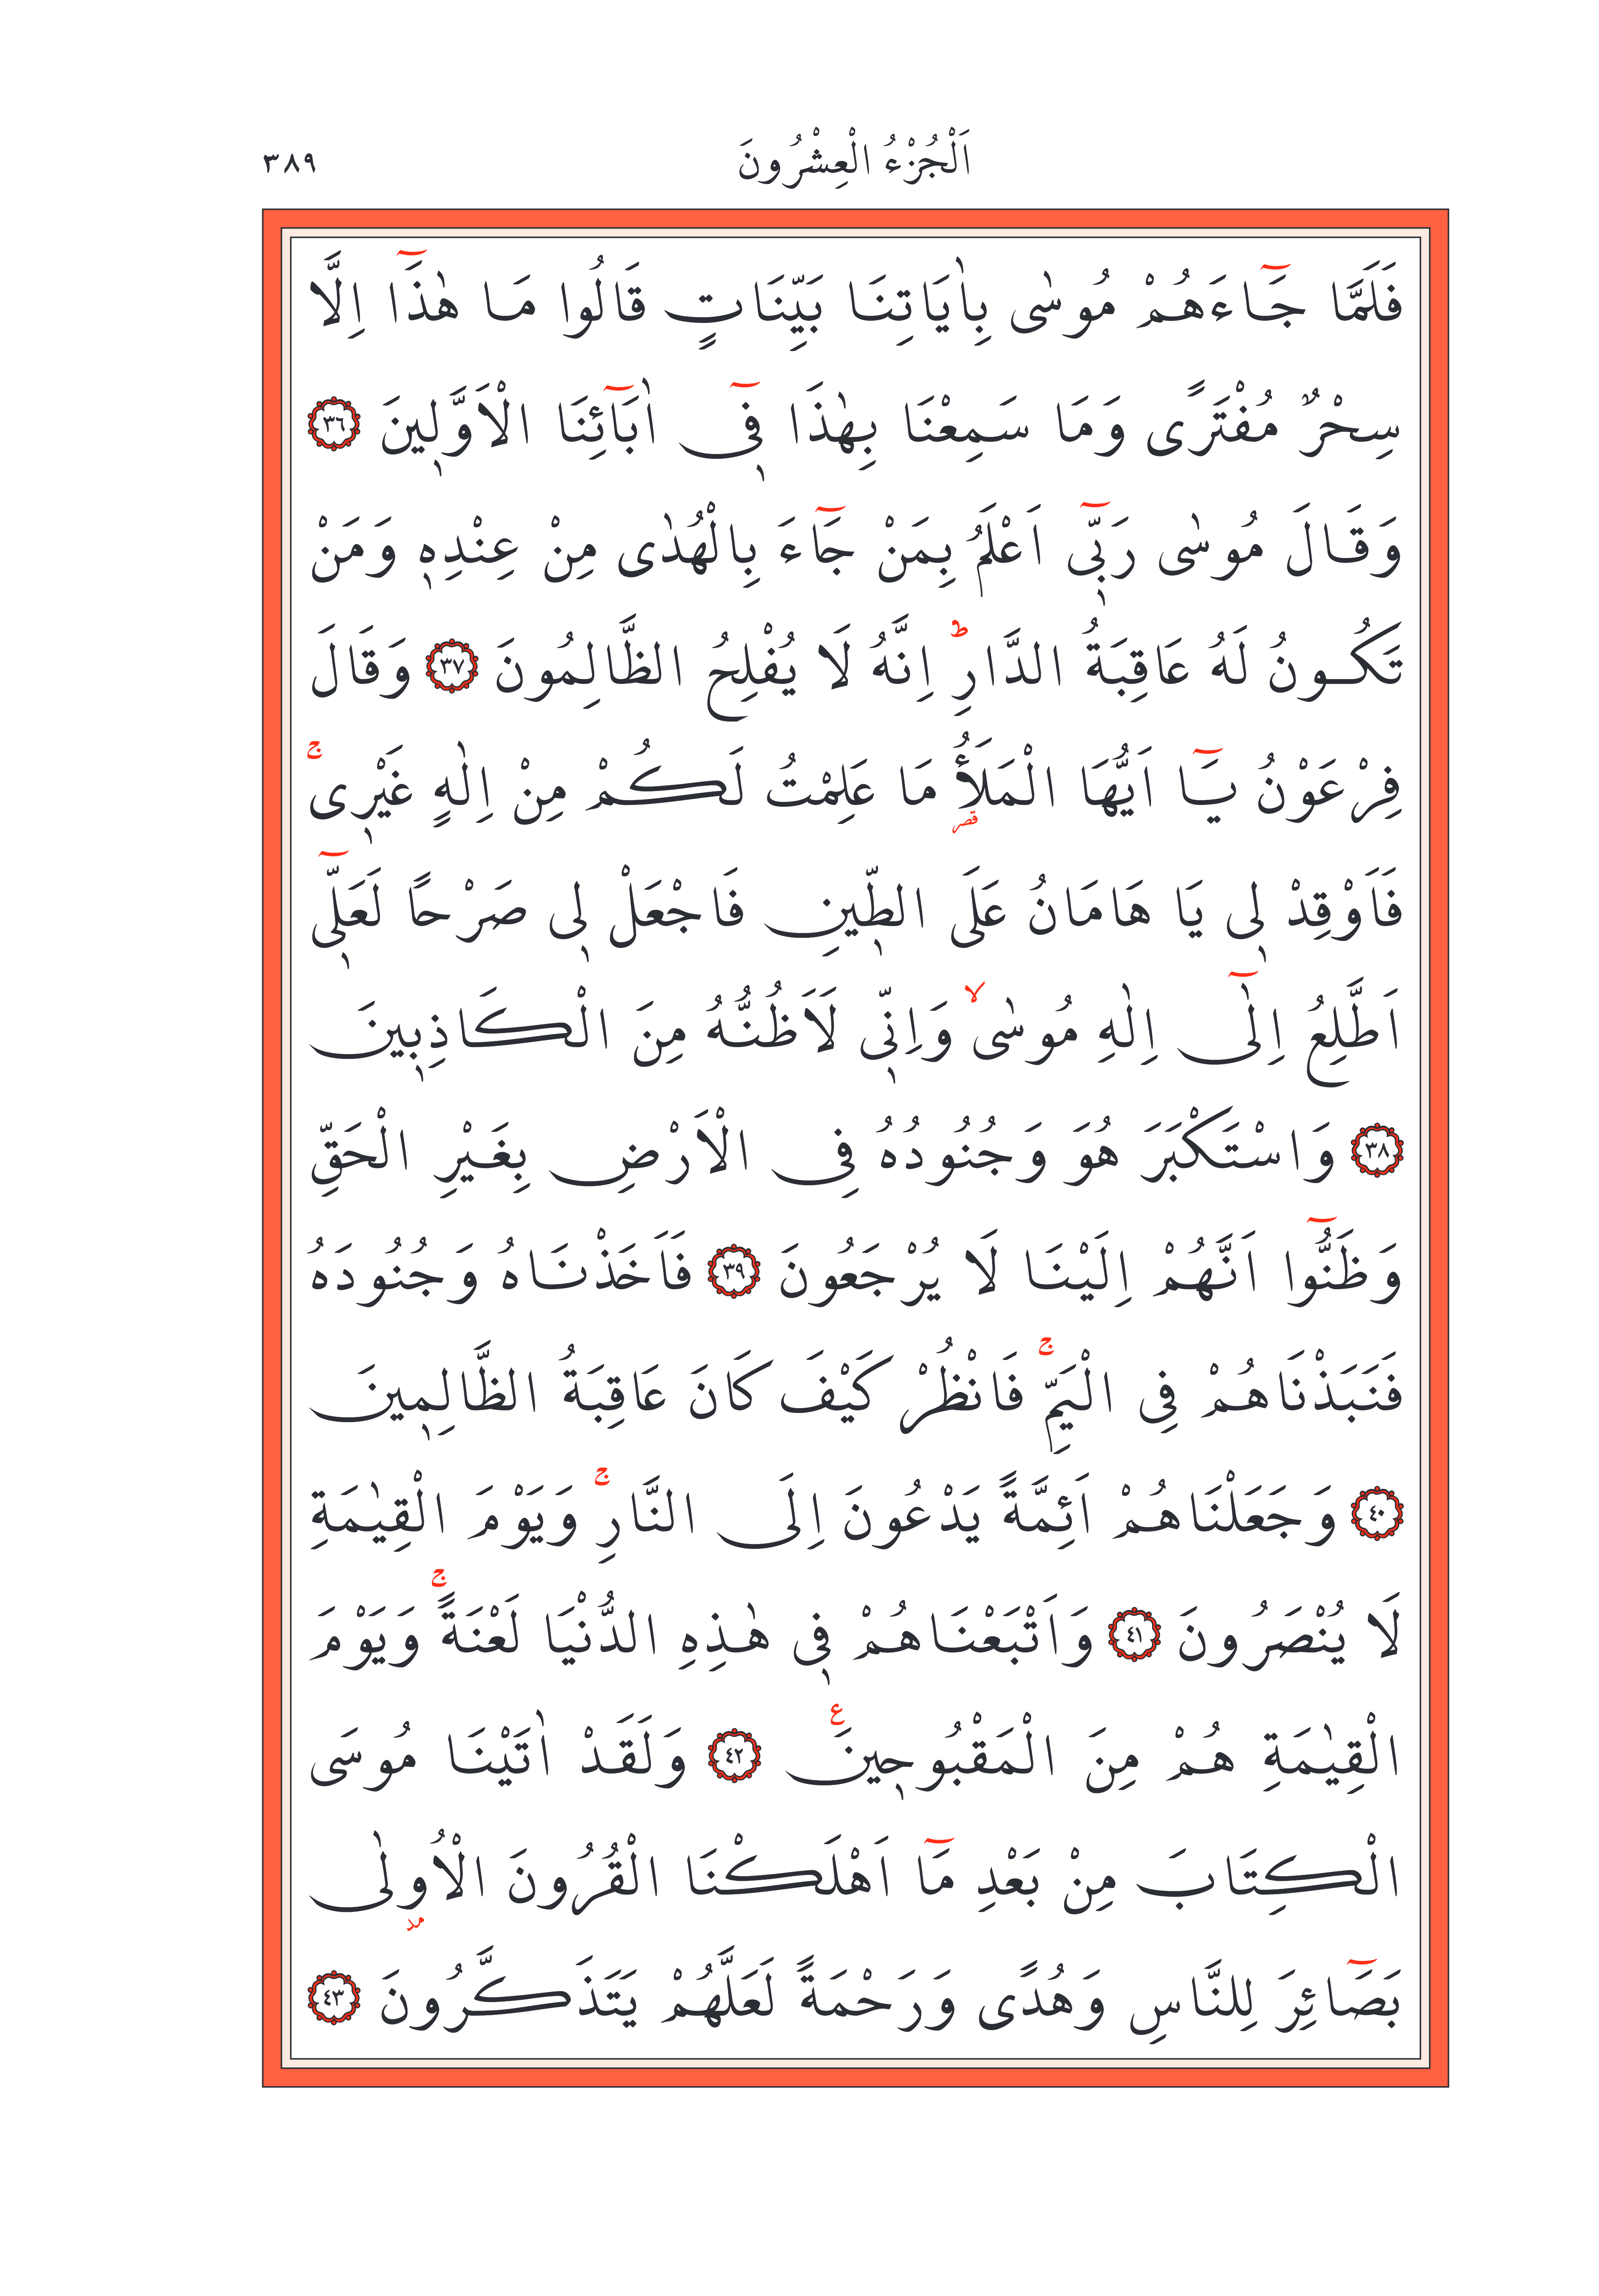 اَلْجُزْءُ الْعِشْرُونَ
٣٨٩
فَلَمَّا جَٓاءَهُمْ مُوسٰى بِاٰيَاتِنَا بَيِّنَاتٍ قَالُوا مَا هٰذَٓا اِلَّا
سِحْرٌ مُفْتَرًى وَمَا سَمِعْنَا بِهٰذَا ف۪ٓى اٰبَٓائِنَا الْاَوَّل۪ينَ ٣٦
وَقَالَ مُوسٰى رَبّ۪ٓى اَعْلَمُ بِمَنْ جَٓاءَ بِالْهُدٰى مِنْ عِنْدِه۪ وَمَنْ
تَكُونُ لَهُ عَاقِبَةُ الدَّارِؕ اِنَّهُ لَا يُفْلِحُ الظَّالِمُونَ ٣٧ وَقَالَ
فِرْعَوْنُ يَٓا اَيُّهَا الْمَلَأُ قصر مَا عَلِمْتُ لَكُمْ مِنْ اِلٰهٍ غَيْر۪ىۚ
فَاَوْقِدْ ل۪ى يَا هَامَانُ عَلَى الطّ۪ينِ فَاجْعَلْ ل۪ى صَرْحًا لَعَلّ۪ٓى
اَطَّلِعُ اِلٰٓى اِلٰهِ مُوسٰىۙ وَاِنّ۪ى لَاَظُنُّهُ مِنَ الْكَاذِب۪ينَ
٣٨ وَاسْتَكْبَرَ هُوَ وَجُنُودُهُ فِى الْاَرْضِ بِغَيْرِ الْحَقِّ
وَظَنُّٓوا اَنَّهُمْ اِلَيْنَا لَا يُرْجَعُونَ ٣٩ فَاَخَذْنَاهُ وَجُنُودَهُ
فَنَبَذْنَاهُمْ فِى الْيَمِّۚ فَانْظُرْ كَيْفَ كَانَ عَاقِبَةُ الظَّالِم۪ينَ
٤٠ وَجَعَلْنَاهُمْ اَئِمَّةً يَدْعُونَ اِلَى النَّارِۚ وَيَوْمَ الْقِيٰمَةِ
لَا يُنْصَرُونَ ٤١ وَاَتْبَعْنَاهُمْ ف۪ى هٰذِهِ الدُّنْيَا لَعْنَةًۚ وَيَوْمَ
الْقِيٰمَةِ هُمْ مِنَ الْمَقْبُوح۪ينَ ع ٤٢ وَلَقَدْ اٰتَيْنَا مُوسَى
الْكِتَابَ مِنْ بَعْدِ مَٓا اَهْلَكْنَا الْقُرُونَ الْاُو۫لٰى مد
بَصَٓائِرَ لِلنَّاسِ وَهُدًى وَرَحْمَةً لَعَلَّهُمْ يَتَذَكَّرُونَ ٤٣